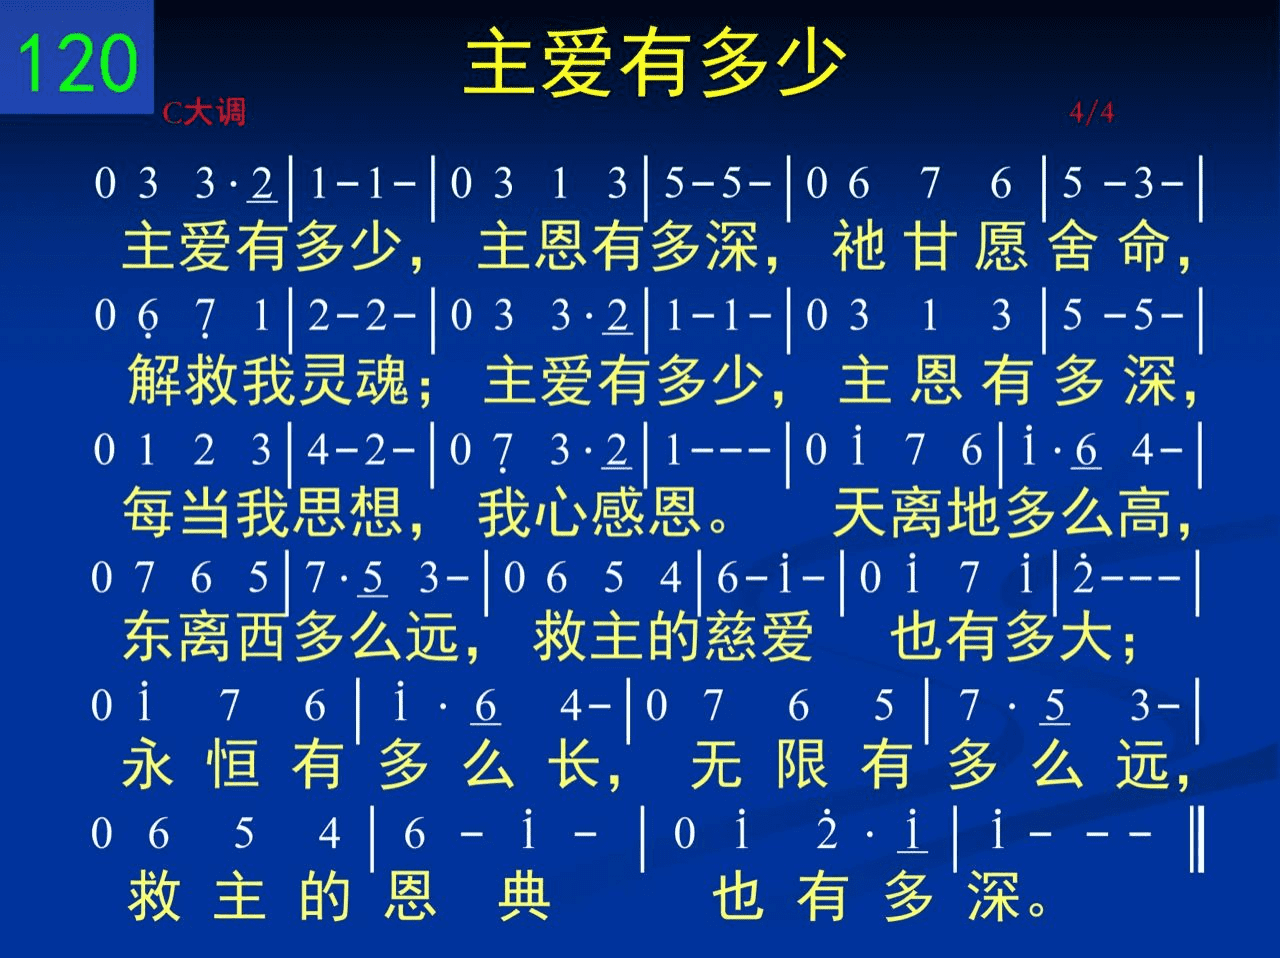 120
主爱有多少
C大调 4/4
0 3 3·2|1-1-|0 3 1 3|5-5-|0 6 7 6|5 -3-|
主爱有多少，主恩有多深，祂甘愿舍命，
0 6̣ 7̣ 1|2-2-|0 3 3·2|1-1-|0 3 1 3|5 -5-|
解救我灵魂；主爱有多少，主恩有多深，
0 1 2 3|4-2-|0 7̣ 3·2|1---|0 i 7 6|i·6 4-|
每当我思想，我心感恩。 天离地多么高，
0 7 6 5|7·5 3-|0 6 5 4|6-i-|0 i 7 i|2̇---|
东离西多么远，救主的慈爱 也有多大；
0 i 7 6|i·6 4-|0 7 6 5|7·5 3-|
永恒有多么长，无限有多么远，
0 6 5 4|6 - i -|0 i 2̇·i|i- --‖
救主的恩典 也有多深。